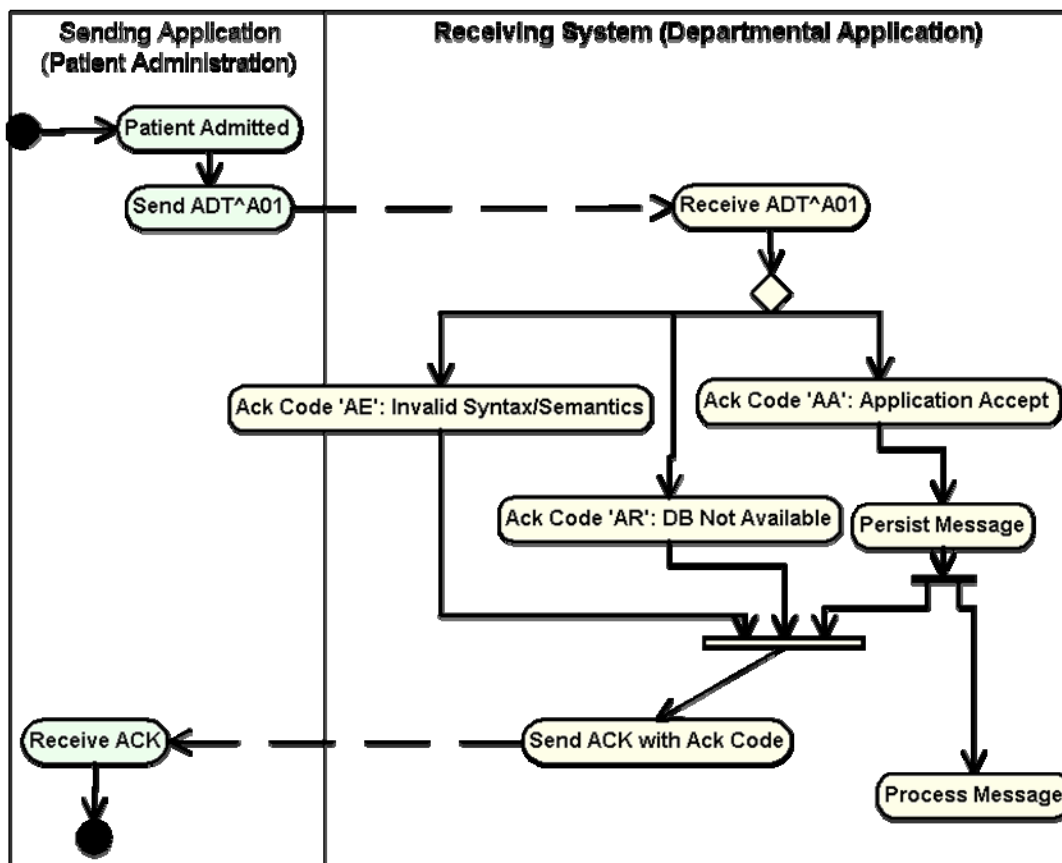 Sending Application
(Patient Administration)
Receiving System (Departmental Application)
Patient Admitted
Send ADT^A01
Receive ADT^A01
Ack Code 'AE': Invalid Syntax/Semantics
Ack Code 'AA': Application Accept
Ack Code 'AR': DB Not Available
Persist Message
Receive ACK
Send ACK with Ack Code
Process Message